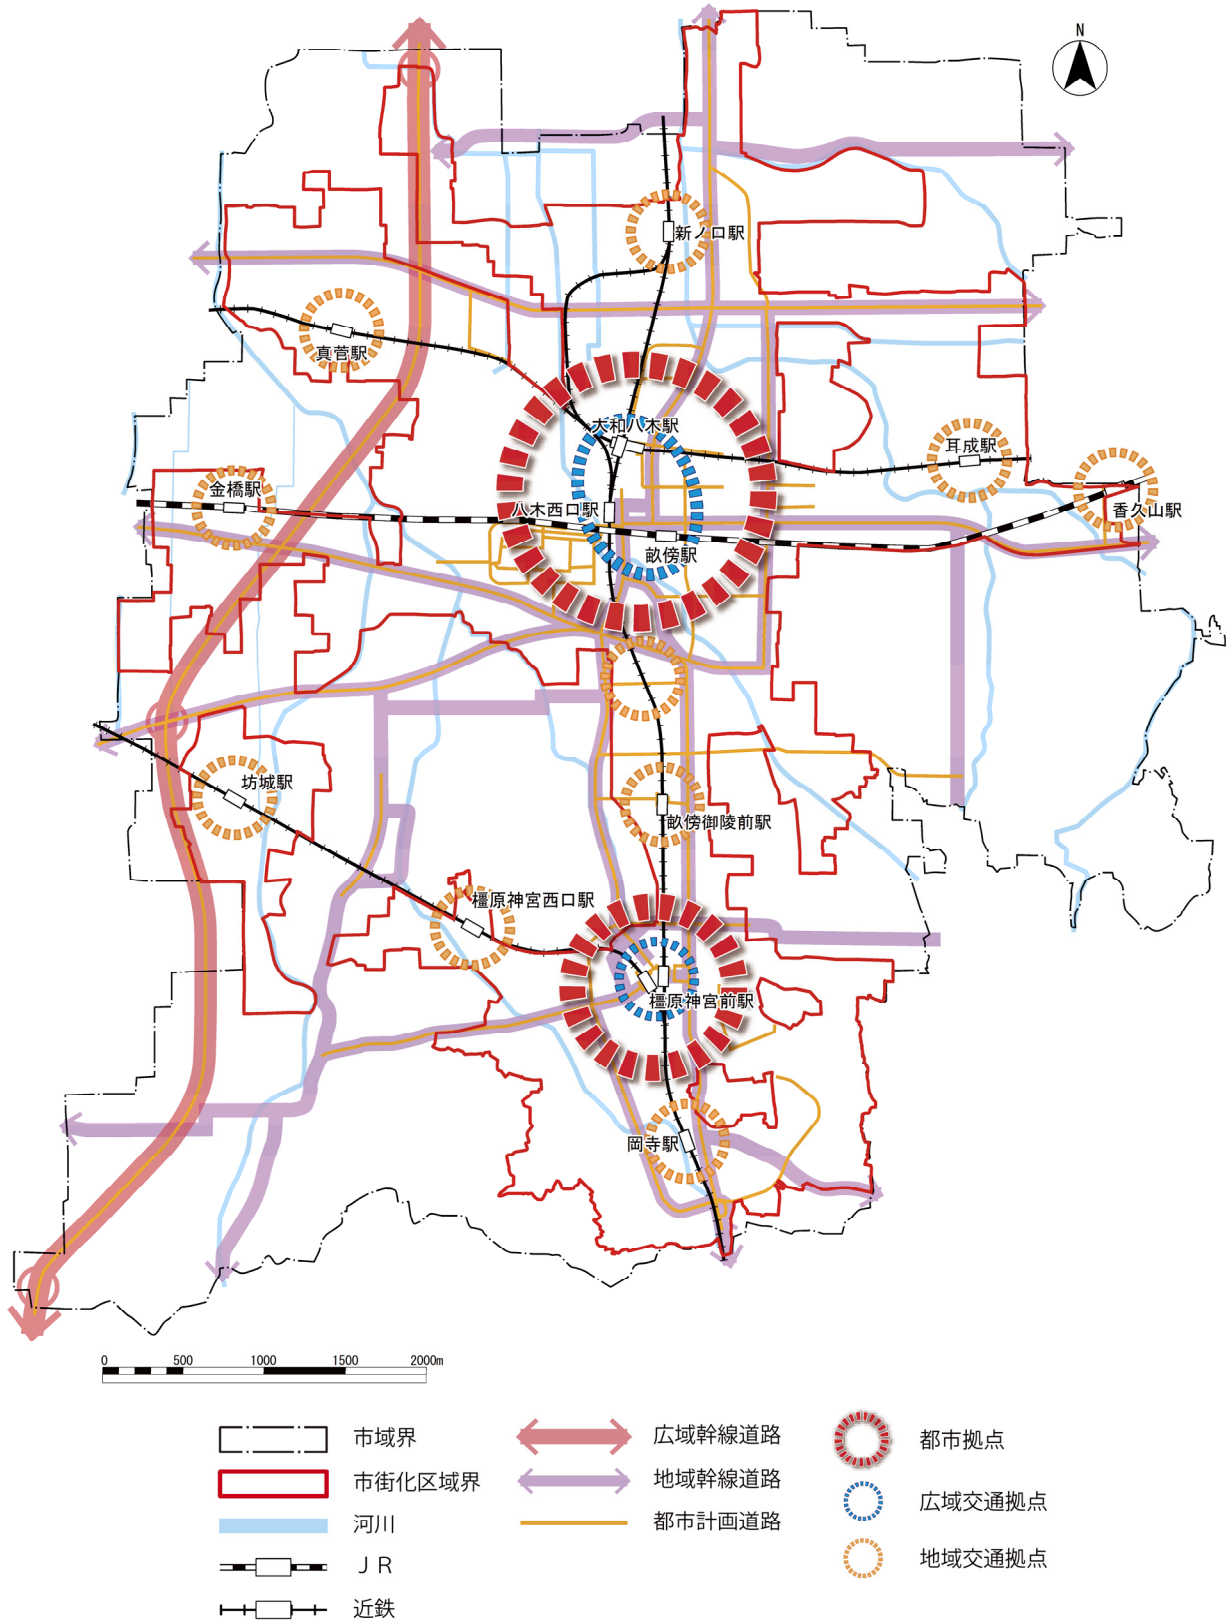 N
新ノ口駅
真菅駅
大和八木駅
耳成駅
金橋駅
八木西口駅
香久山駅
畝傍駅
坊城駅
畝傍御陵前駅
橿原神宮西口駅
橿原神宮前駅
岡寺駅
0 500 1000 1500 2000m
市域界
広域幹線道路
都市拠点
市街化区域界
地域幹線道路
広域交通拠点
河川
都市計画道路
地域交通拠点
ＪＲ
近鉄